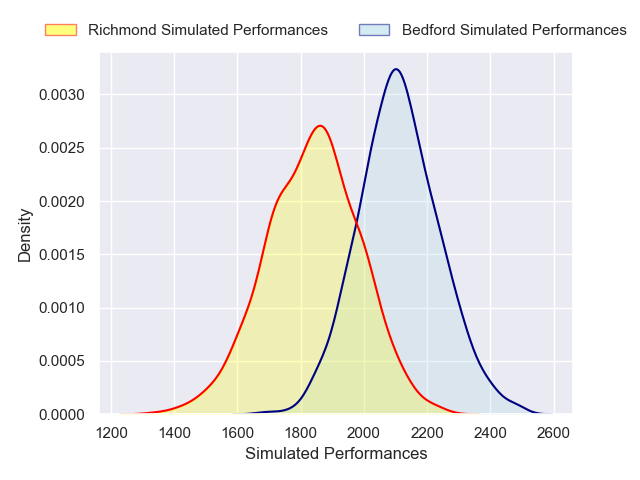 Richmond Simulated Performances Bedford Simulated Performances
0.0030
0.0025
0.0020
0.0015
0.0010
0.0005
0.0000
Density
1200 1400 1600 1800 2000 2200 2400 2600
Simulated Performances